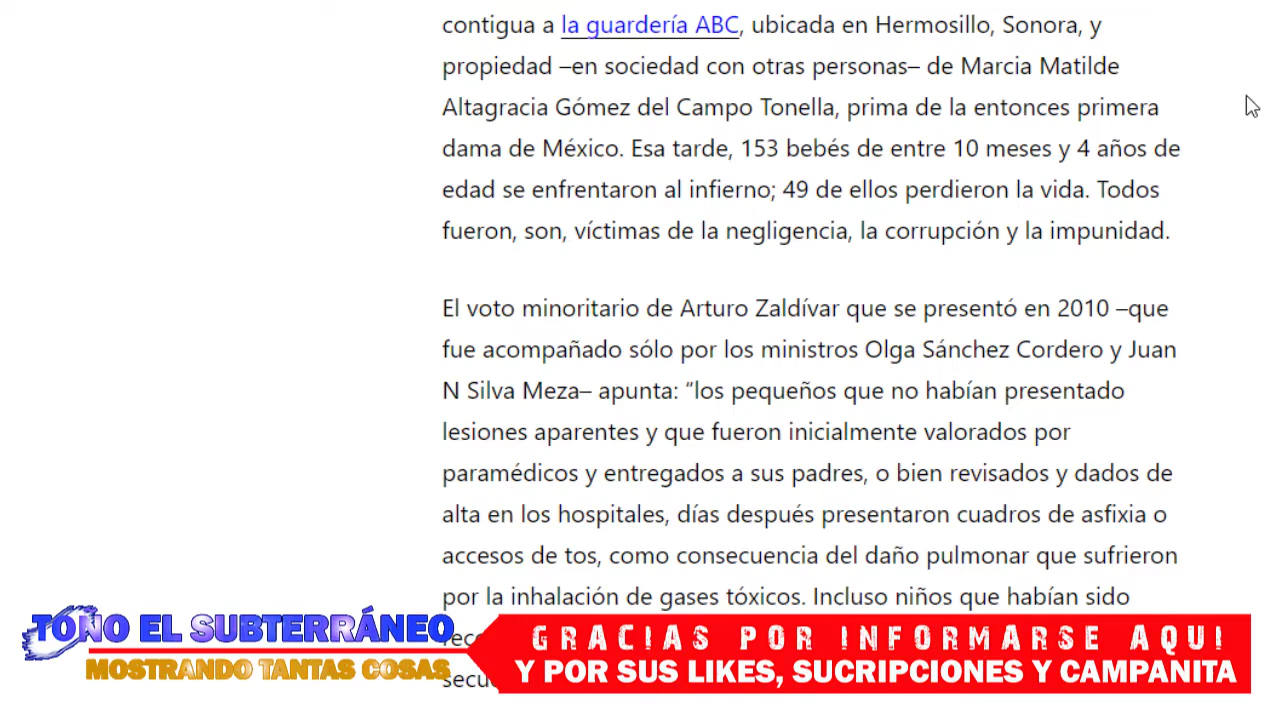 contigua a la guardería ABC, ubicada en Hermosillo, Sonora, y
propiedad –en sociedad con otras personas– de Marcia Matilde
Altagracia Gómez del Campo Tonella, prima de la entonces primera
dama de México. Esa tarde, 153 bebés de entre 10 meses y 4 años de
edad se enfrentaron al infierno; 49 de ellos perdieron la vida. Todos
fueron, son, víctimas de la negligencia, la corrupción y la impunidad.
El voto minoritario de Arturo Zaldívar que se presentó en 2010 –que
fue acompañado sólo por los ministros Olga Sánchez Cordero y Juan
N Silva Meza– apunta: “los pequeños que no habían presentado
lesiones aparentes y que fueron inicialmente valorados por
paramédicos y entregados a sus padres, o bien revisados y dados de
alta en los hospitales, días después presentaron cuadros de asfixia o
accesos de tos, como consecuencia del daño pulmonar que sufrieron
por la inhalación de gases tóxicos. Incluso niños que habían sido
TOÑO EL SUBTERRÁNEO
MOSTRANDO TANTAS COSAS
GRACIAS POR INFORMARSE AQUI
Y POR SUS LIKES, SUCRIPCIONES Y CAMPANITA